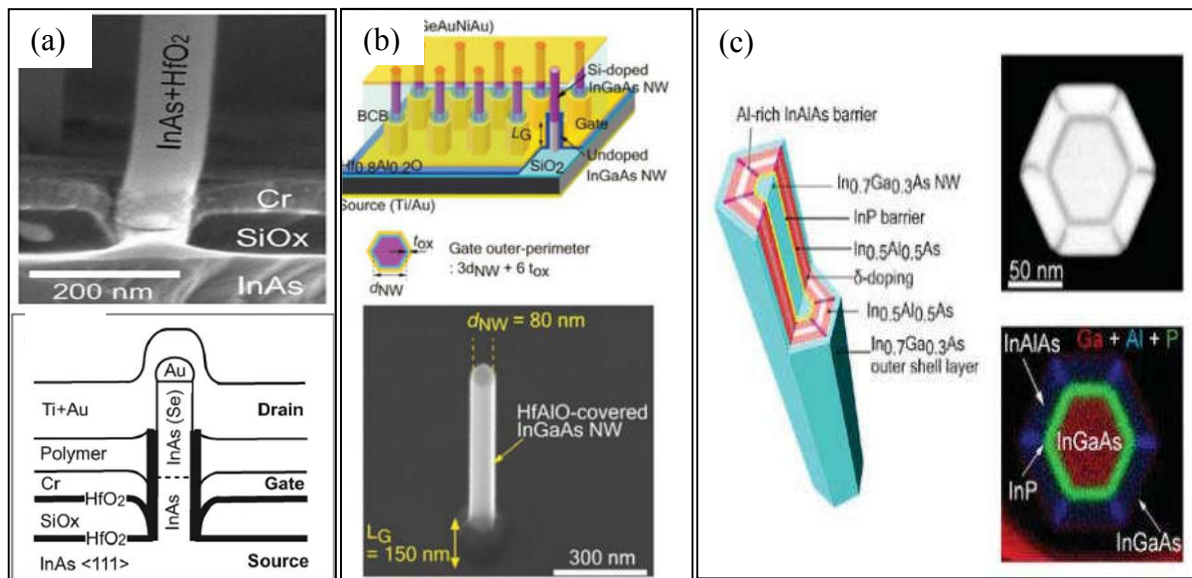 (a)
InAs+HfO2
Cr
SiOx
200 nm
InAs
Au
Ti+Au
InAs (Se)
Drain
Polymer
Cr
Gate
HfO2
InAs
SiOx
HfO2
InAs <111>
Source
(b)
GeAuNiAu)
Si-doped
InGaAs NW
BCB
LG
Gate
Hf0.8Al0.2O
SiO2
Undoped
InGaAs NW
Source (Ti/Au)
tox
Gate outer-perimeter
: 3dNW + 6 tox
dNW
dNW = 80 nm
HfAlO-covered
InGaAs NW
LG
= 150 nm
300 nm
(c)
Al-rich InAlAs barrier
In0.7Ga0.3As NW
InP barrier
In0.5Al0.5As
δ-doping
In0.5Al0.5As
In0.7Ga0.3As
outer shell layer
50 nm
Ga + Al + P
InAlAs
InGaAs
InP
InGaAs